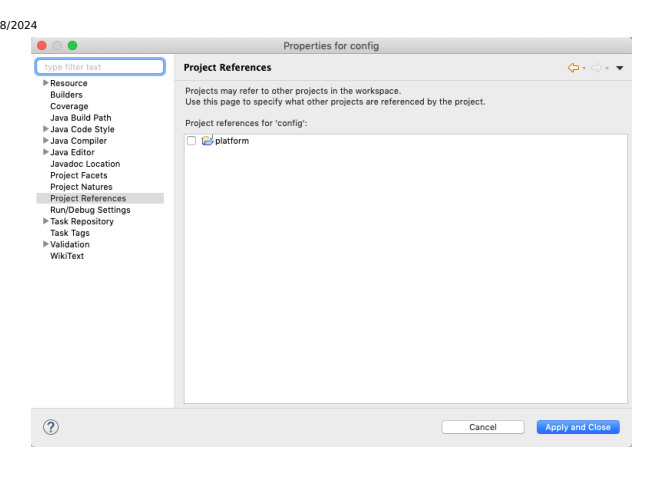 8/2024
Properties for config
type filter text
Project References
Resource
Builders
Coverage
Java Build Path
Java Code Style
Java Compiler
Java Editor
Javadoc Location
Project Facets
Project Natures
Project References
Run/Debug Settings
Task Repository
Task Tags
Validation
WikiText
Projects may refer to other projects in the workspace.
Use this page to specify what other projects are referenced by the project.
Project references for 'config':
platform
?
Cancel
Apply and Close